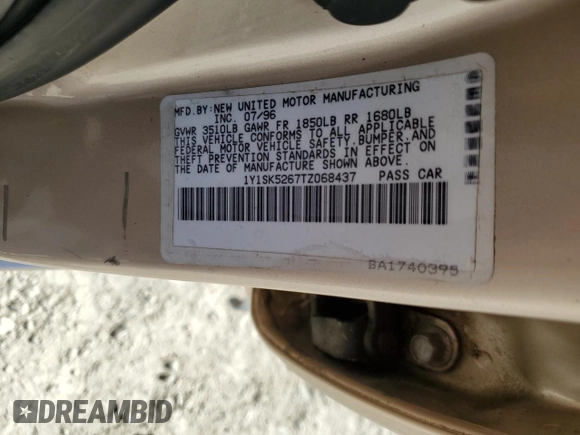 MFD.BY:NEW UNITED MOTOR MANUFACTURING
INC. 07/96
GVWR 3510LB GAWR FR 1850LB RR 1680LB
THIS VEHICLE CONFORMS TO ALL APPLICABLE
FEDERAL MOTOR VEHICLE SAFETY,BUMPER,AND
THEFT PREVENTION STANDARDS IN EFFECT ON
THE DATE OF MANUFACTURE SHOWN ABOVE.
1Y1SK5267TZ068437 PASS CAR
BA1740395
DREAMBID